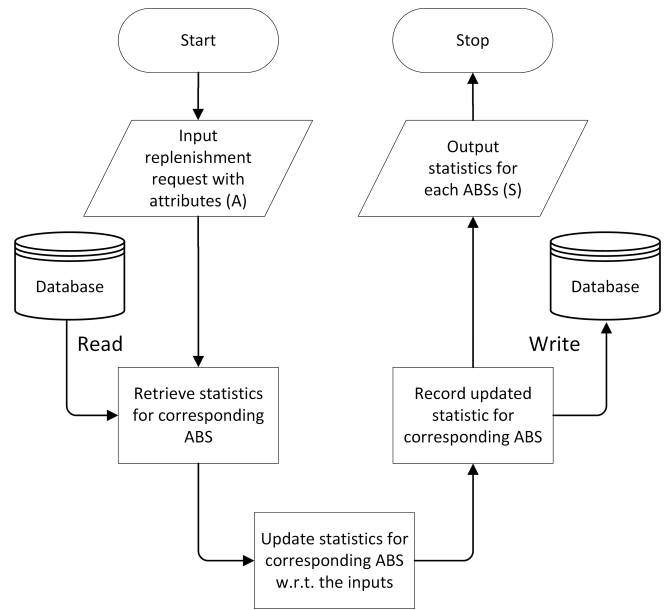 Start
Input
replenishment
request with
attributes (A)
Database
Read
Retrieve statistics
for corresponding
ABS
Update statistics for
corresponding ABS
w.r.t. the inputs
Record updated
statistic for
corresponding ABS
Write
Database
Output
statistics for
each ABSs (S)
Stop